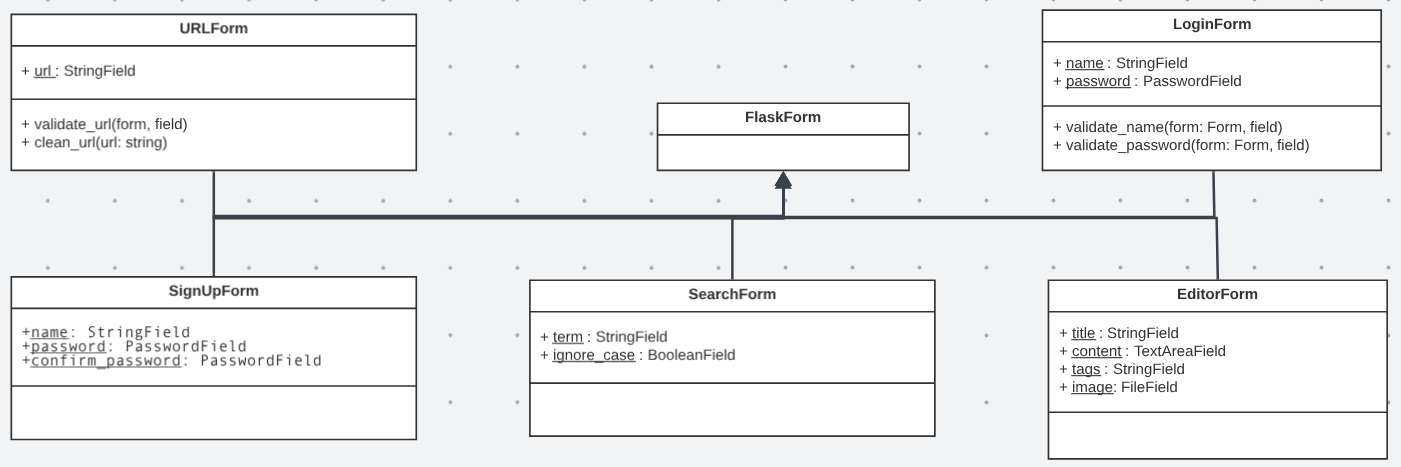 URLForm
+ url : StringField
+ validate_url(form, field)
+ clean_url(url: string)
FlaskForm
LoginForm
+ name : StringField
+ password : PasswordField
+ validate_name(form: Form, field)
+ validate_password(form: Form, field)
SignUpForm
+name: StringField
+password: PasswordField
+confirm_password: PasswordField
SearchForm
+ term : StringField
+ ignore_case : BooleanField
EditorForm
+ title : StringField
+ content : TextAreaField
+ tags : StringField
+ image: FileField